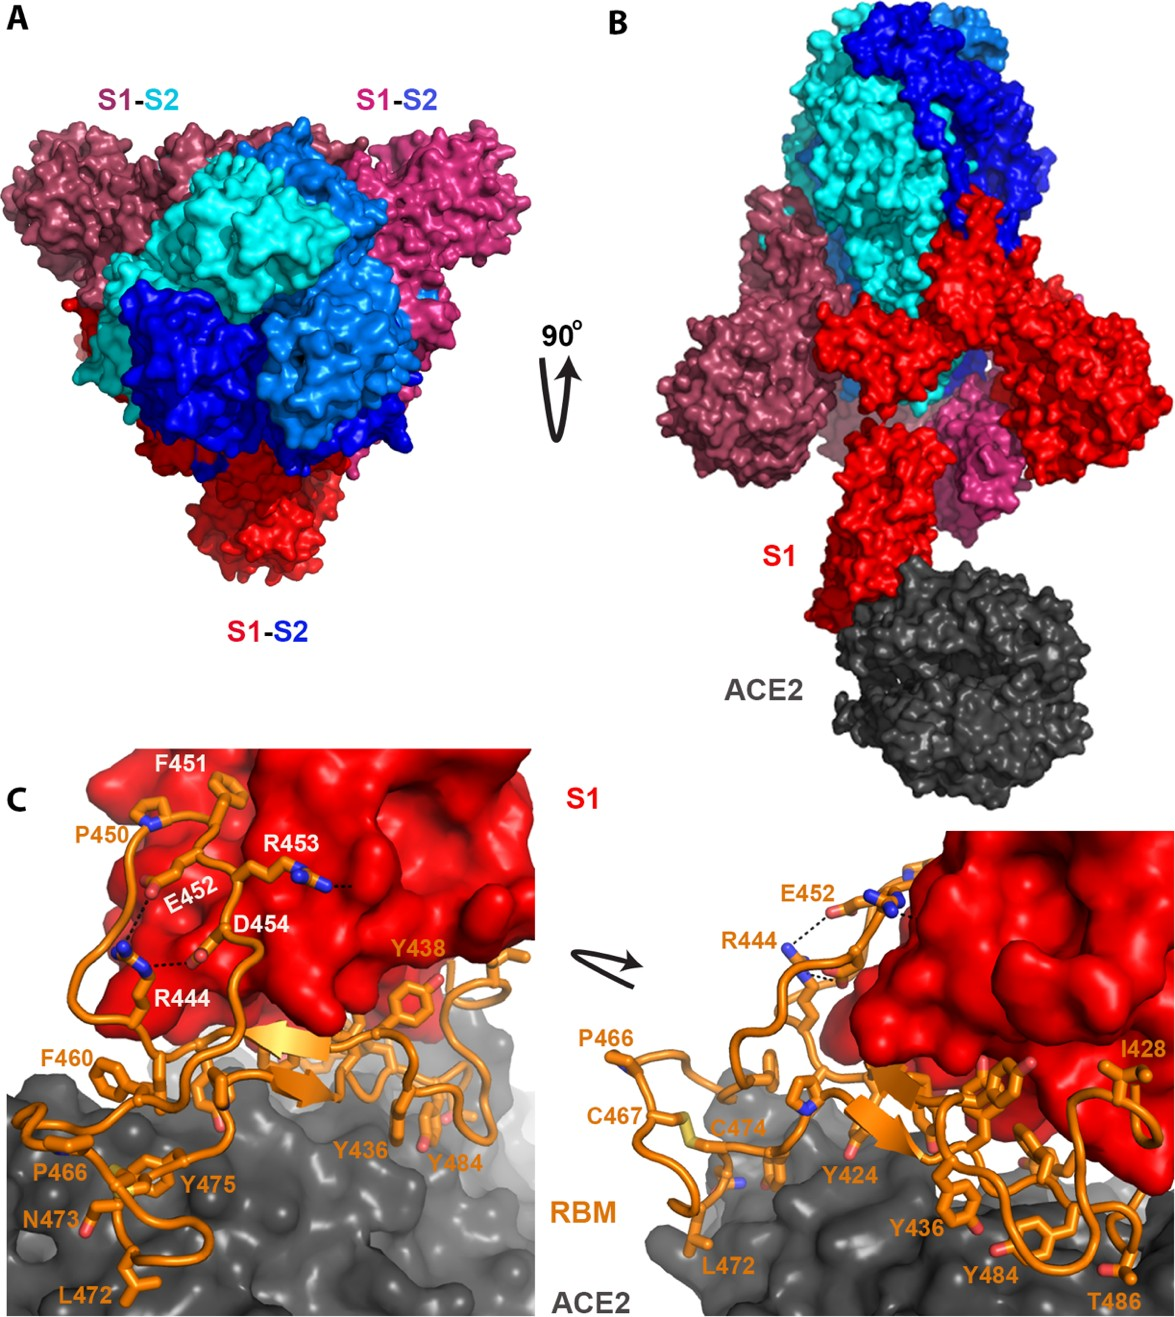 A
B
S1-S2
S1-S2
90°
S1-S2
S1
ACE2
C
F451
P450
R453
E452
D454
Y438
R444
F460
Y436
Y484
P466
Y475
N473
L472
S1
E452
R444
P466
I428
C467
C474
Y424
RBM
Y436
L472
Y484
ACE2
T486